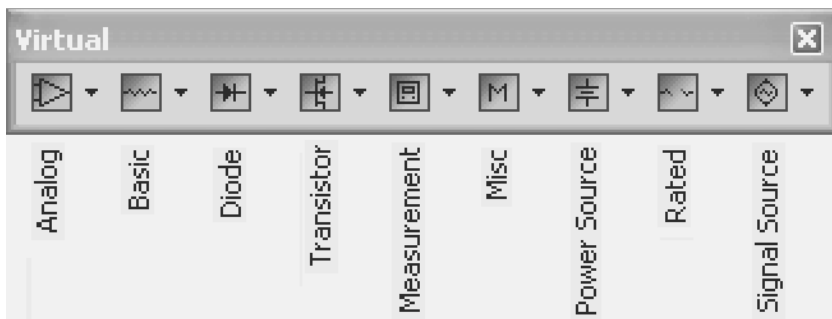 Virtual
M
Analog
Basic
Diode
Transistor
Measurement
Misc
Power Source
Rated
Signal Source